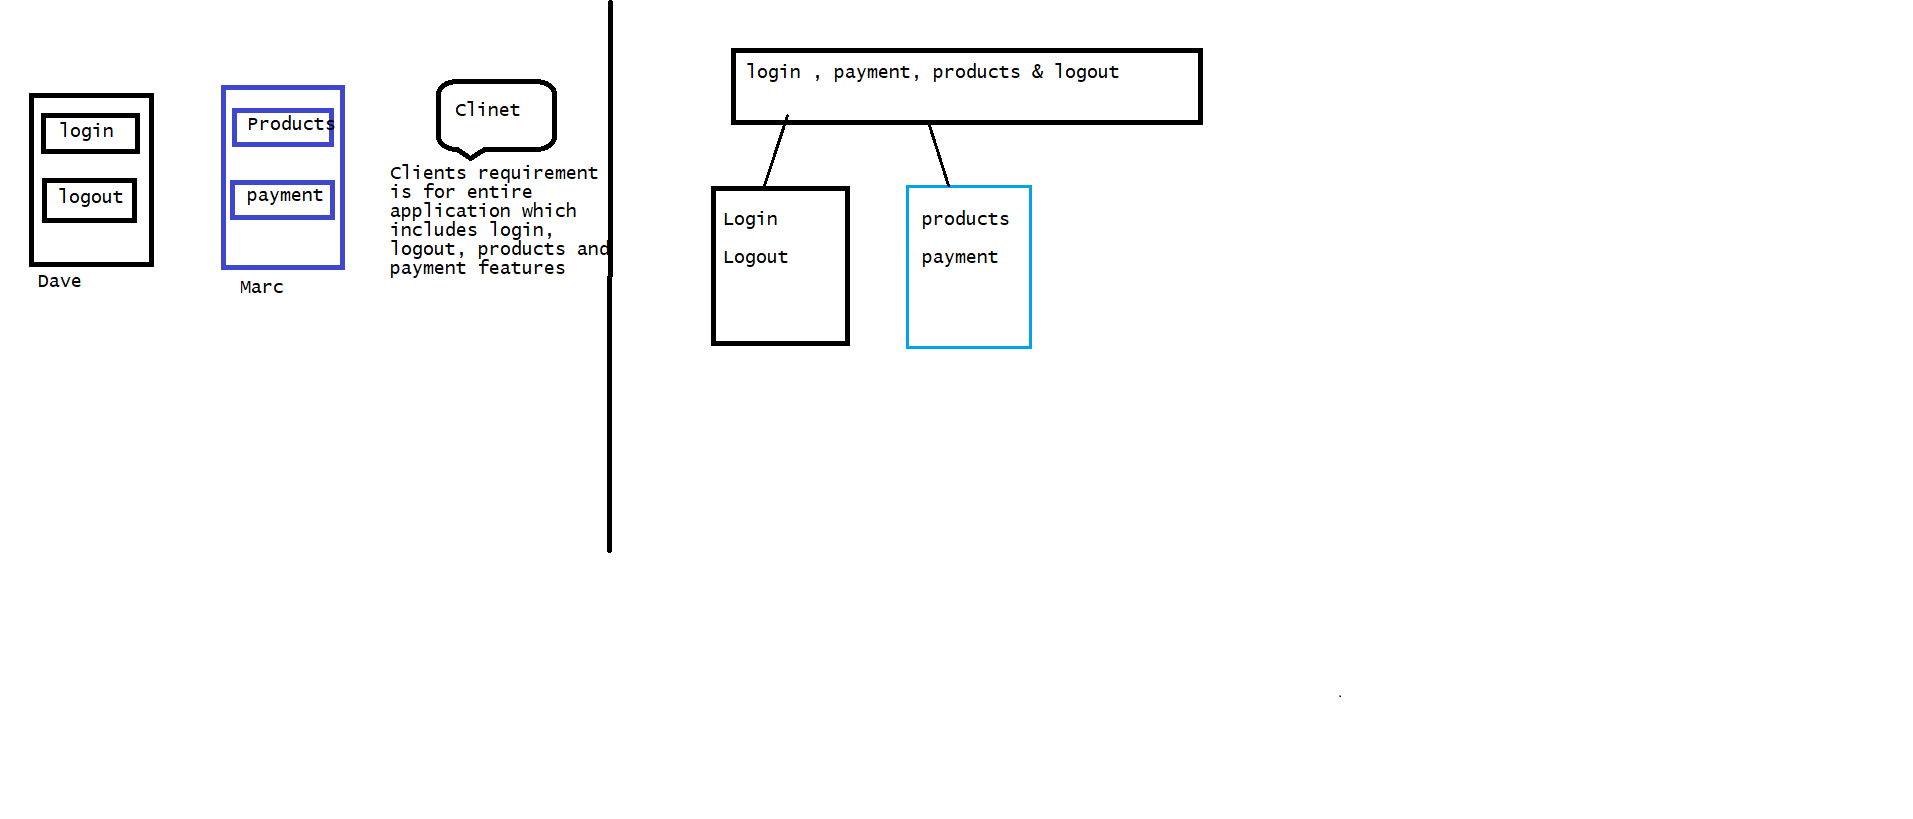 login
logout
Dave
Products
payment
Marc
Clinet
Clients requirement
is for entire
application which
includes login,
logout, products and
payment features
login , payment, products & logout
Login
Logout
products
payment